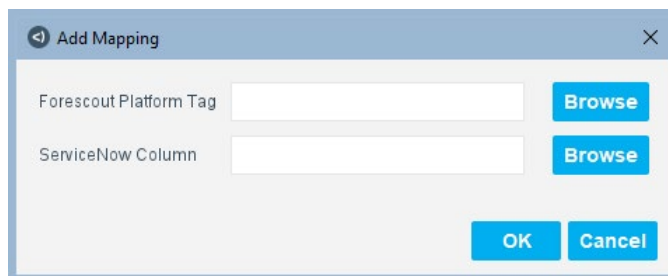 Add Mapping
Forescout Platform Tag Browse
ServiceNow Column Browse
OK Cancel